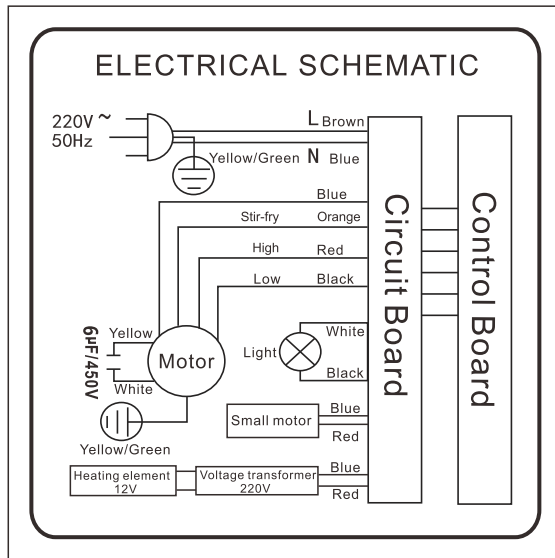 ELECTRICAL SCHEMATIC
220V ~
50Hz
L Brown
Yellow/Green N Blue
Blue
Stir-fry Orange
High Red
Low Black
Yellow
6µF/450V
White
Motor
Yellow/Green
Light
White
Black
Small motor
Blue
Red
Heating element
12V
Voltage transformer
220V
Blue
Red
Circuit Board
Control Board